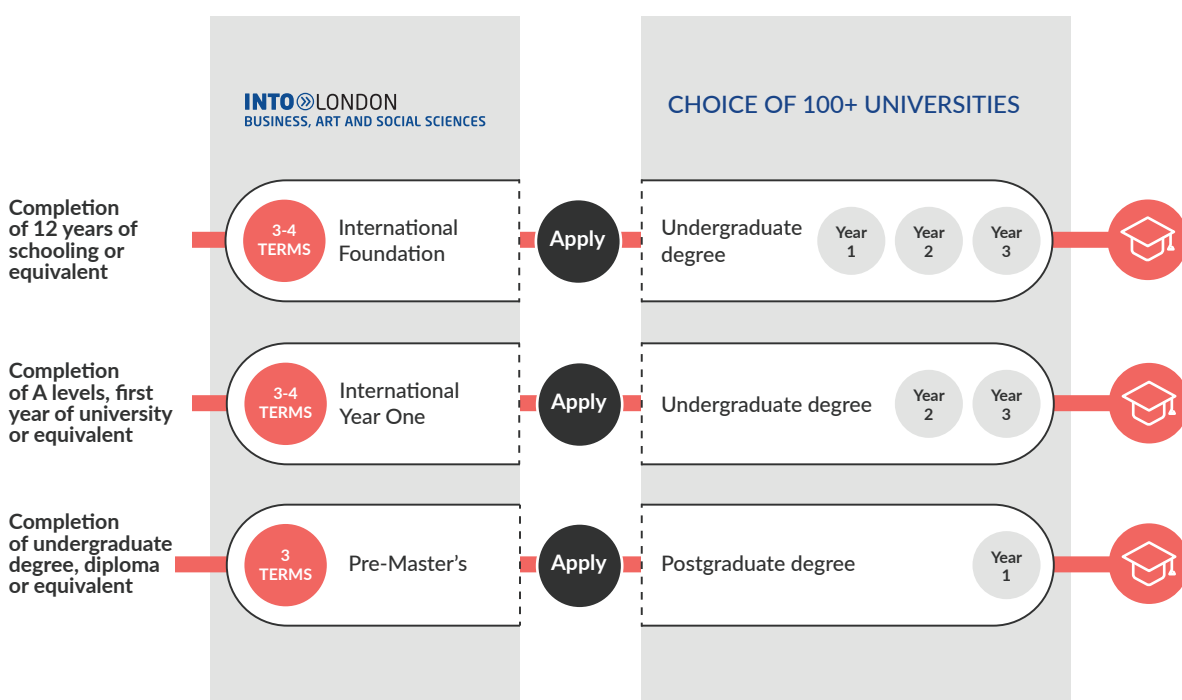 INTO LONDON
BUSINESS, ART AND SOCIAL SCIENCES
CHOICE OF 100+ UNIVERSITIES
Completion
of 12 years of
schooling or
equivalent
3-4
TERMS
International
Foundation
Apply
Undergraduate
degree
Year
1
Year
2
Year
3
Completion
of A levels, first
year of university
or equivalent
3-4
TERMS
International
Year One
Apply
Undergraduate degree
Year
2
Year
3
Completion
of undergraduate
degree, diploma
or equivalent
3
TERMS
Pre-Master’s
Apply
Postgraduate degree
Year
1